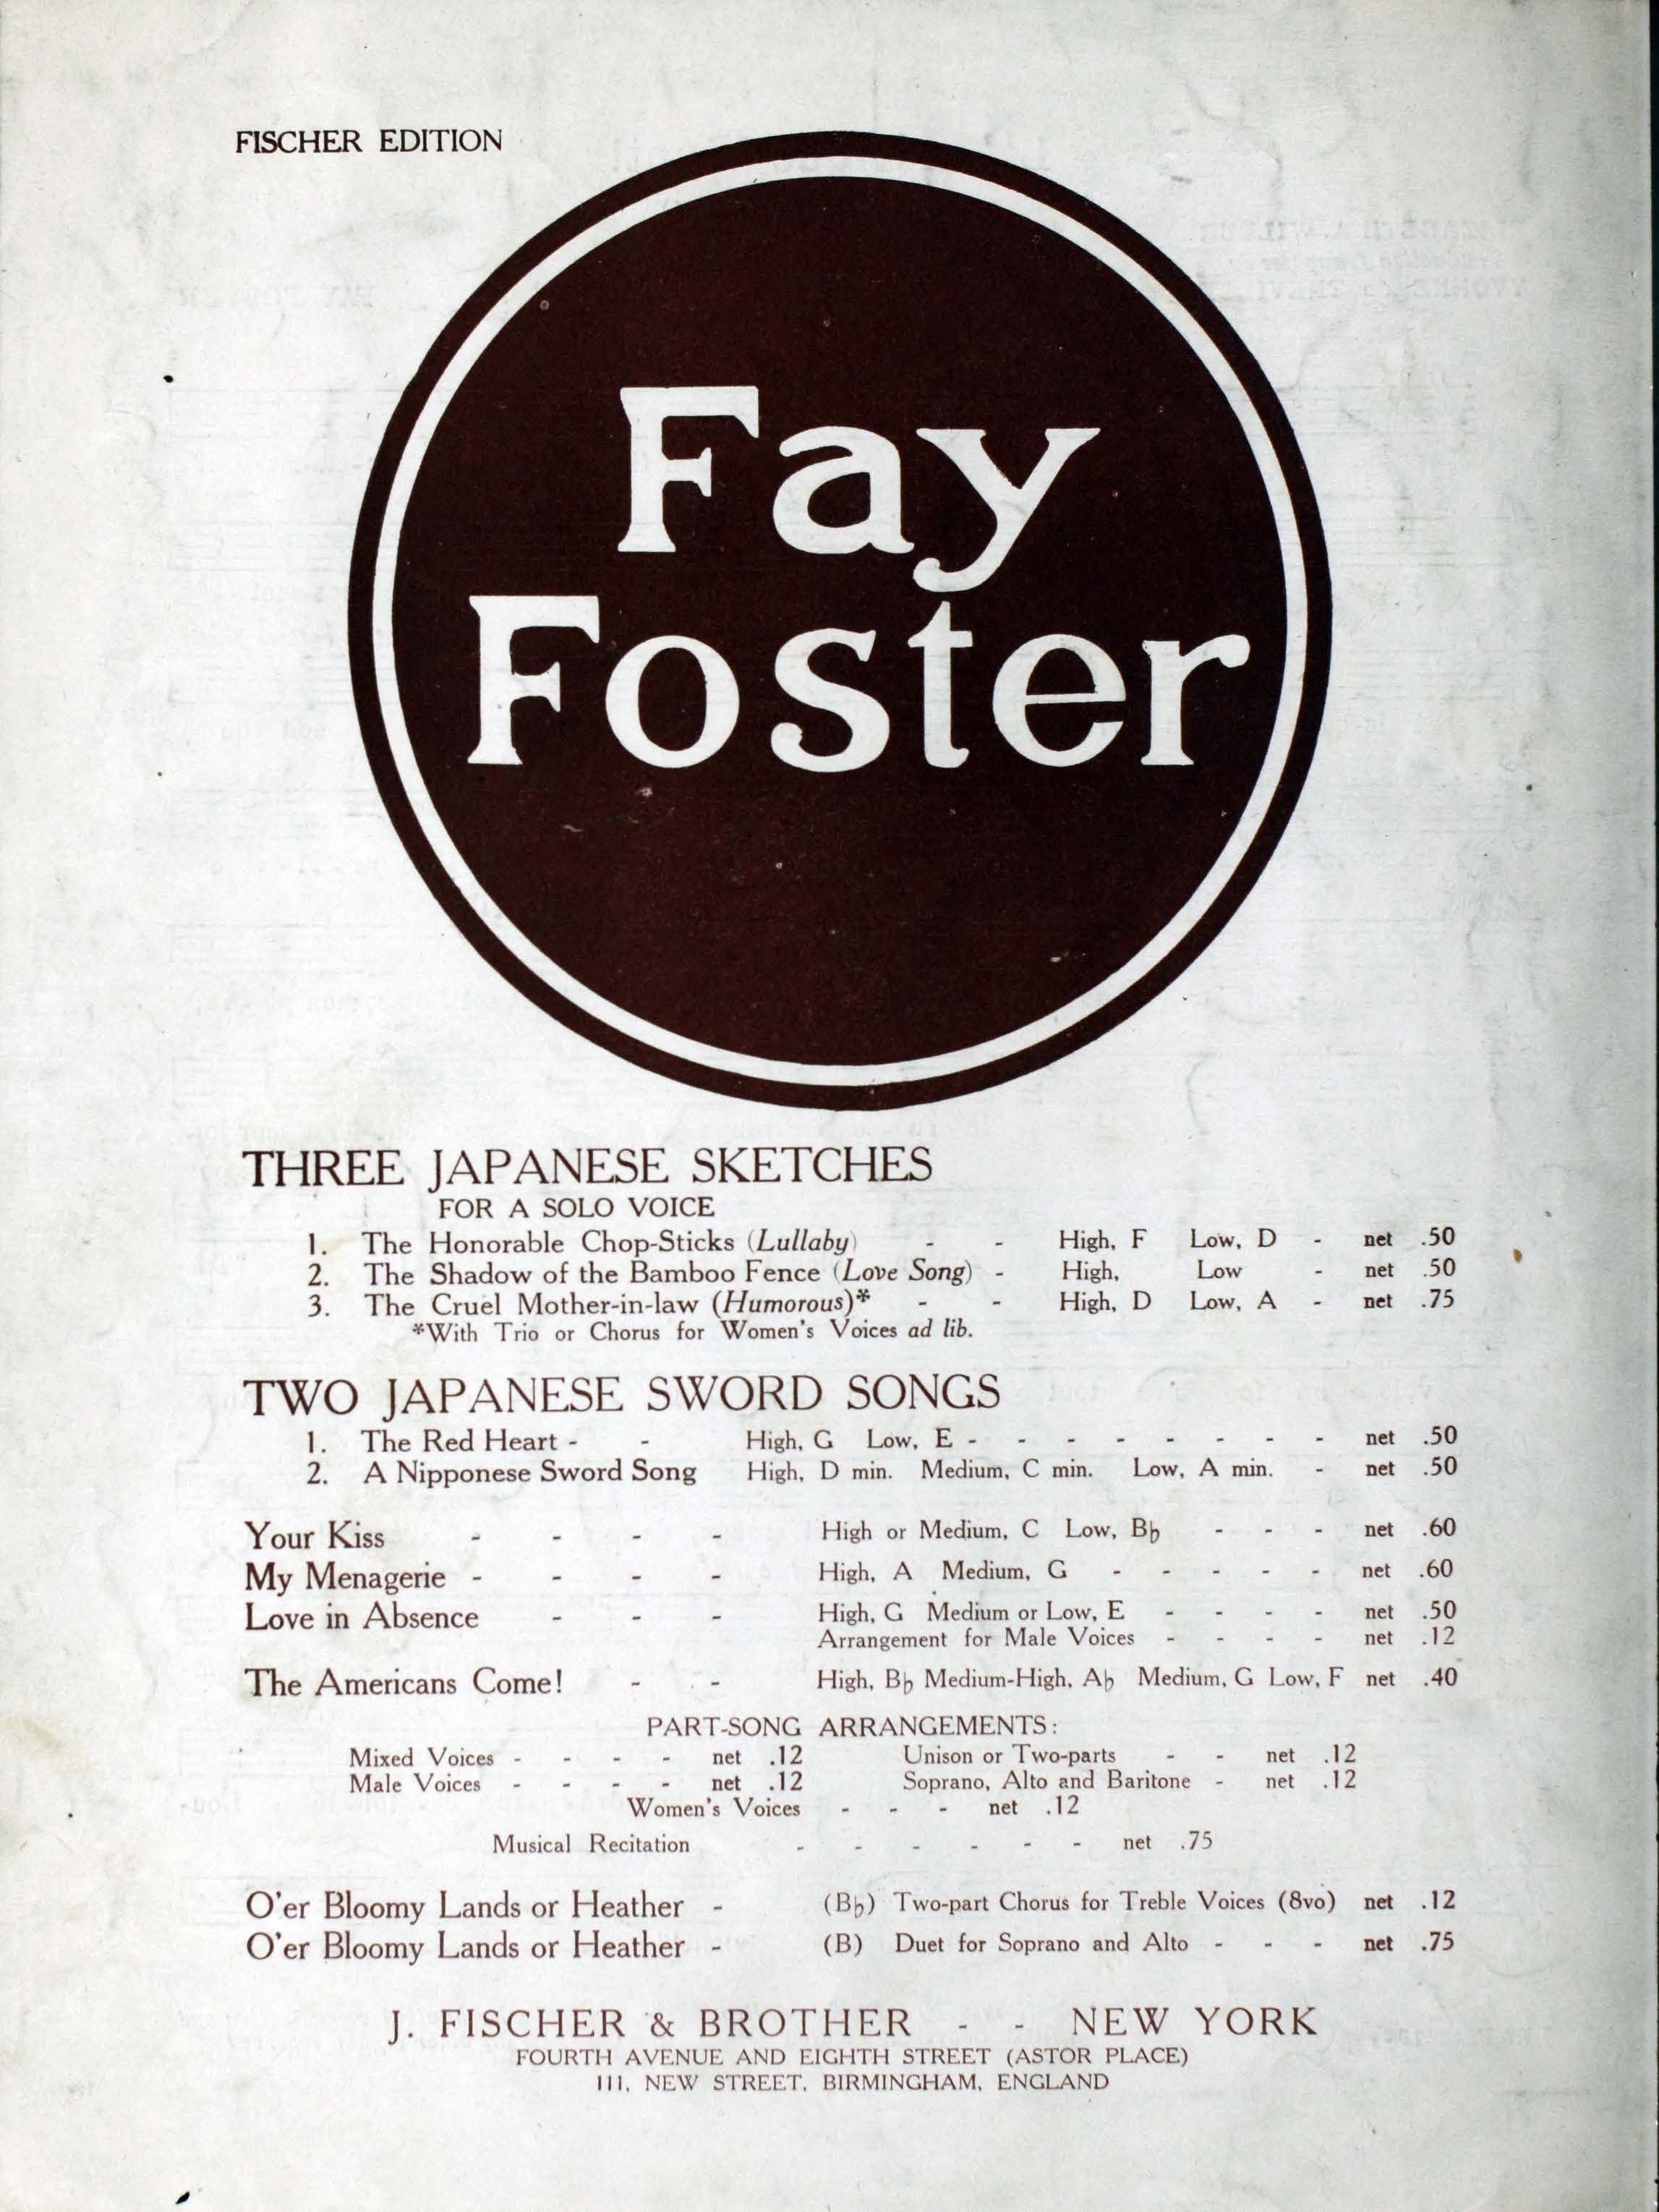 FISCHER EDITION
Fay
Foster
THREE JAPANESE SKETCHES
FOR A SOLO VOICE
1. The Honorable Chop-Sticks (Lullaby) - - High, F Low, D - net .50
2. The Shadow of the Bamboo Fence (Love Song) - High, Low - net .50
3. The Cruel Mother-in-law (Humorous)* - - High, D Low, A - net .75
*With Trio or Chorus for Women's Voices ad lib.
TWO JAPANESE SWORD SONGS
1. The Red Heart - - High, G Low, E - - - - - - - - net .50
2. A Nipponese Sword Song High, D min. Medium, C min. Low, A min. - net .50
Your Kiss - - - - High or Medium, C Low, B♭ - - - net .60
My Menagerie - - - - High, A Medium, G - - - - - net .60
Love in Absence - - - High, G Medium or Low, E - - - - net .50
Arrangement for Male Voices - - - - net .12
The Americans Come! - - High, B♭ Medium-High, A♭ Medium, G Low, F net .40
PART-SONG ARRANGEMENTS:
Mixed Voices - - - - net .12 Unison or Two-parts - - net .12
Male Voices - - - - net .12 Soprano, Alto and Baritone - net .12
Women's Voices - - - net .12
Musical Recitation - - - - - - net .75
O'er Bloomy Lands or Heather - (B♭) Two-part Chorus for Treble Voices (8vo) net .12
O'er Bloomy Lands or Heather - (B) Duet for Soprano and Alto - - - net .75
J. FISCHER & BROTHER - - NEW YORK
FOURTH AVENUE AND EIGHTH STREET (ASTOR PLACE)
111, NEW STREET, BIRMINGHAM, ENGLAND